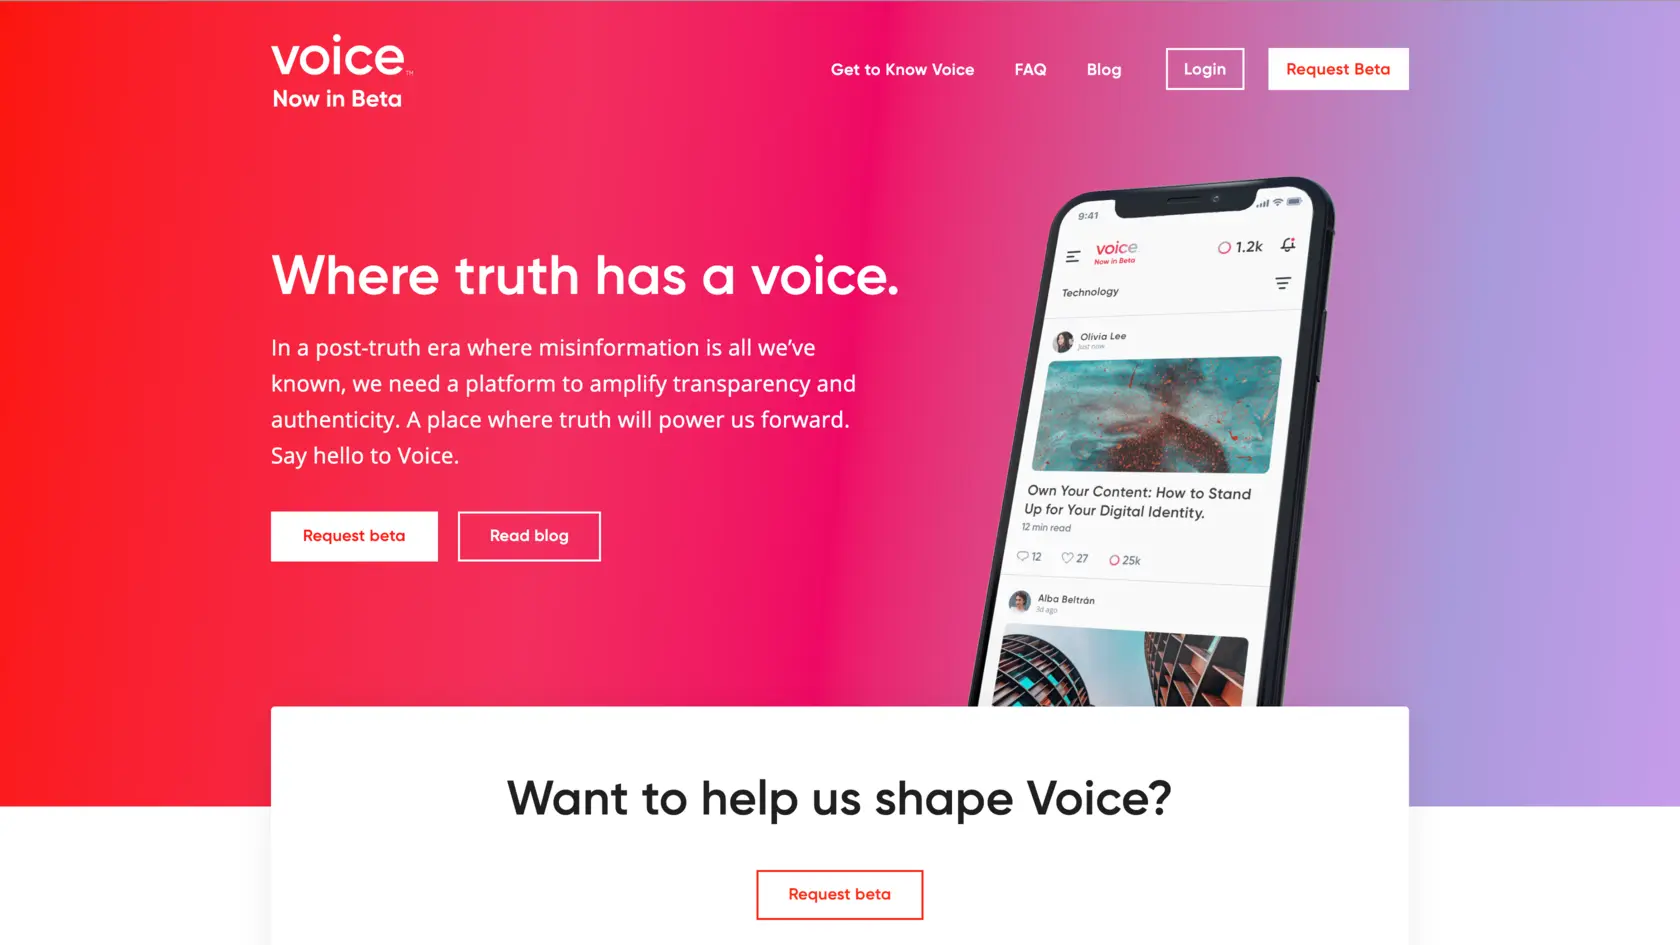 voice™
Now in Beta
Get to Know Voice
FAQ
Blog
Login
Request Beta
Where truth has a voice.
In a post-truth era where misinformation is all we’ve
known, we need a platform to amplify transparency and
authenticity. A place where truth will power us forward.
Say hello to Voice.
Request beta
Read blog
9:41
voice
Now in Beta
1.2k
Technology
Olivia Lee
Just now
Own Your Content: How to Stand
Up for Your Digital Identity.
12 min read
12
27
25k
Alba Beltrán
3d ago
Want to help us shape Voice?
Request beta